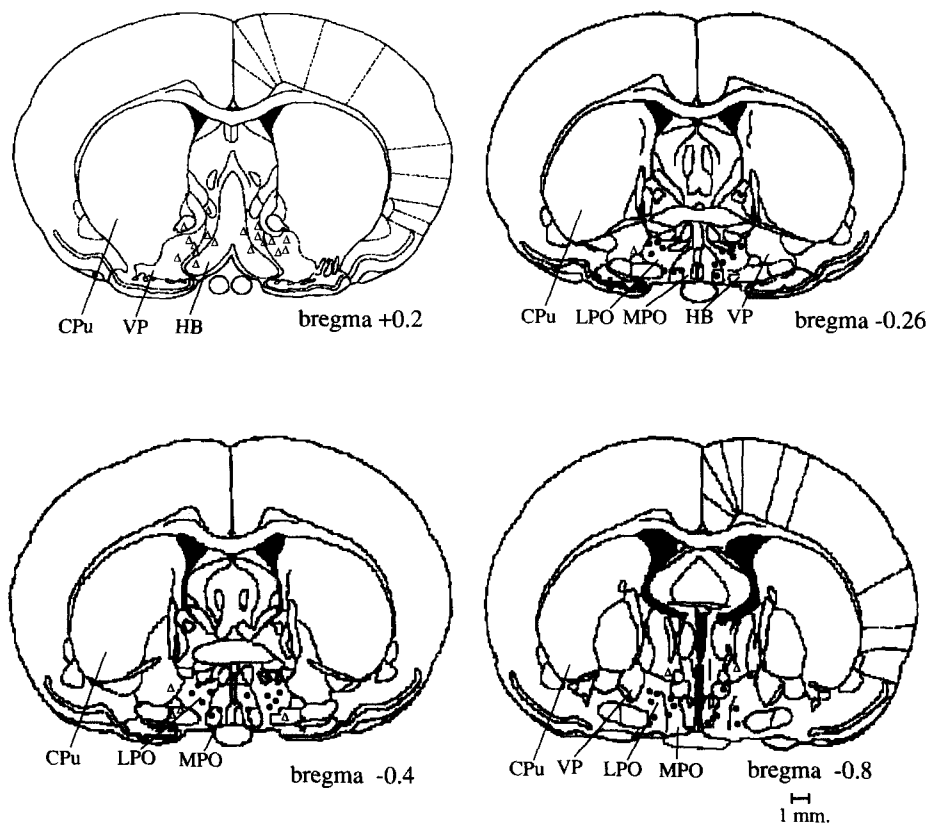 CPu VP HB
bregma +0.2
CPu LPO MPO HB VP
bregma -0.26
CPu LPO MPO
bregma -0.4
CPu VP LPO MPO
bregma -0.8
1 mm.